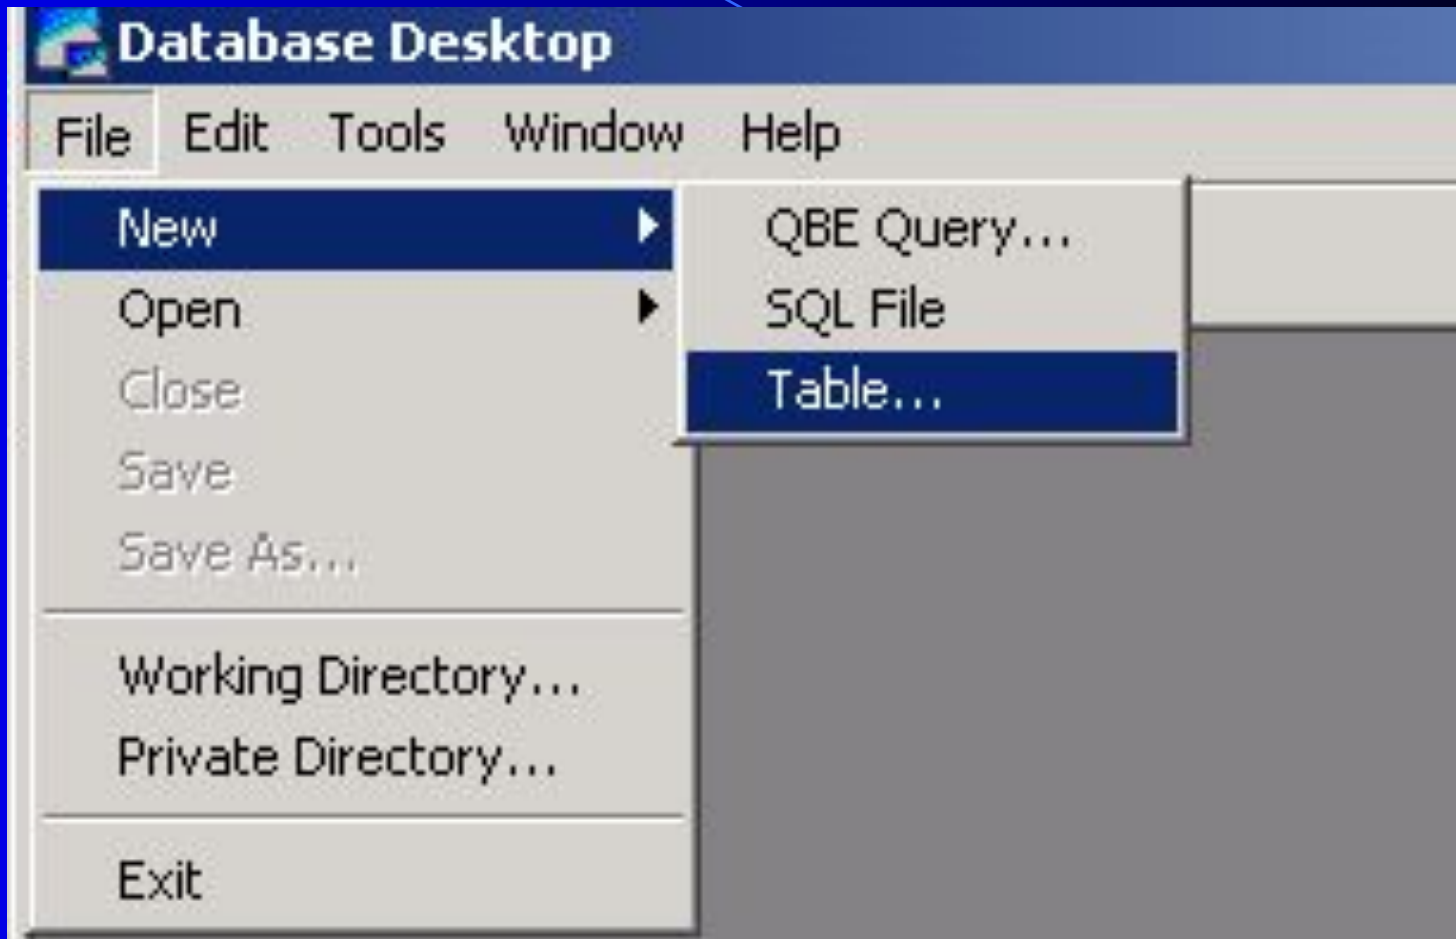 Database Desktop
File Edit Tools Window Help
New
Open
Close
Save
Save As...
Working Directory...
Private Directory...
Exit
QBE Query...
SQL File
Table...